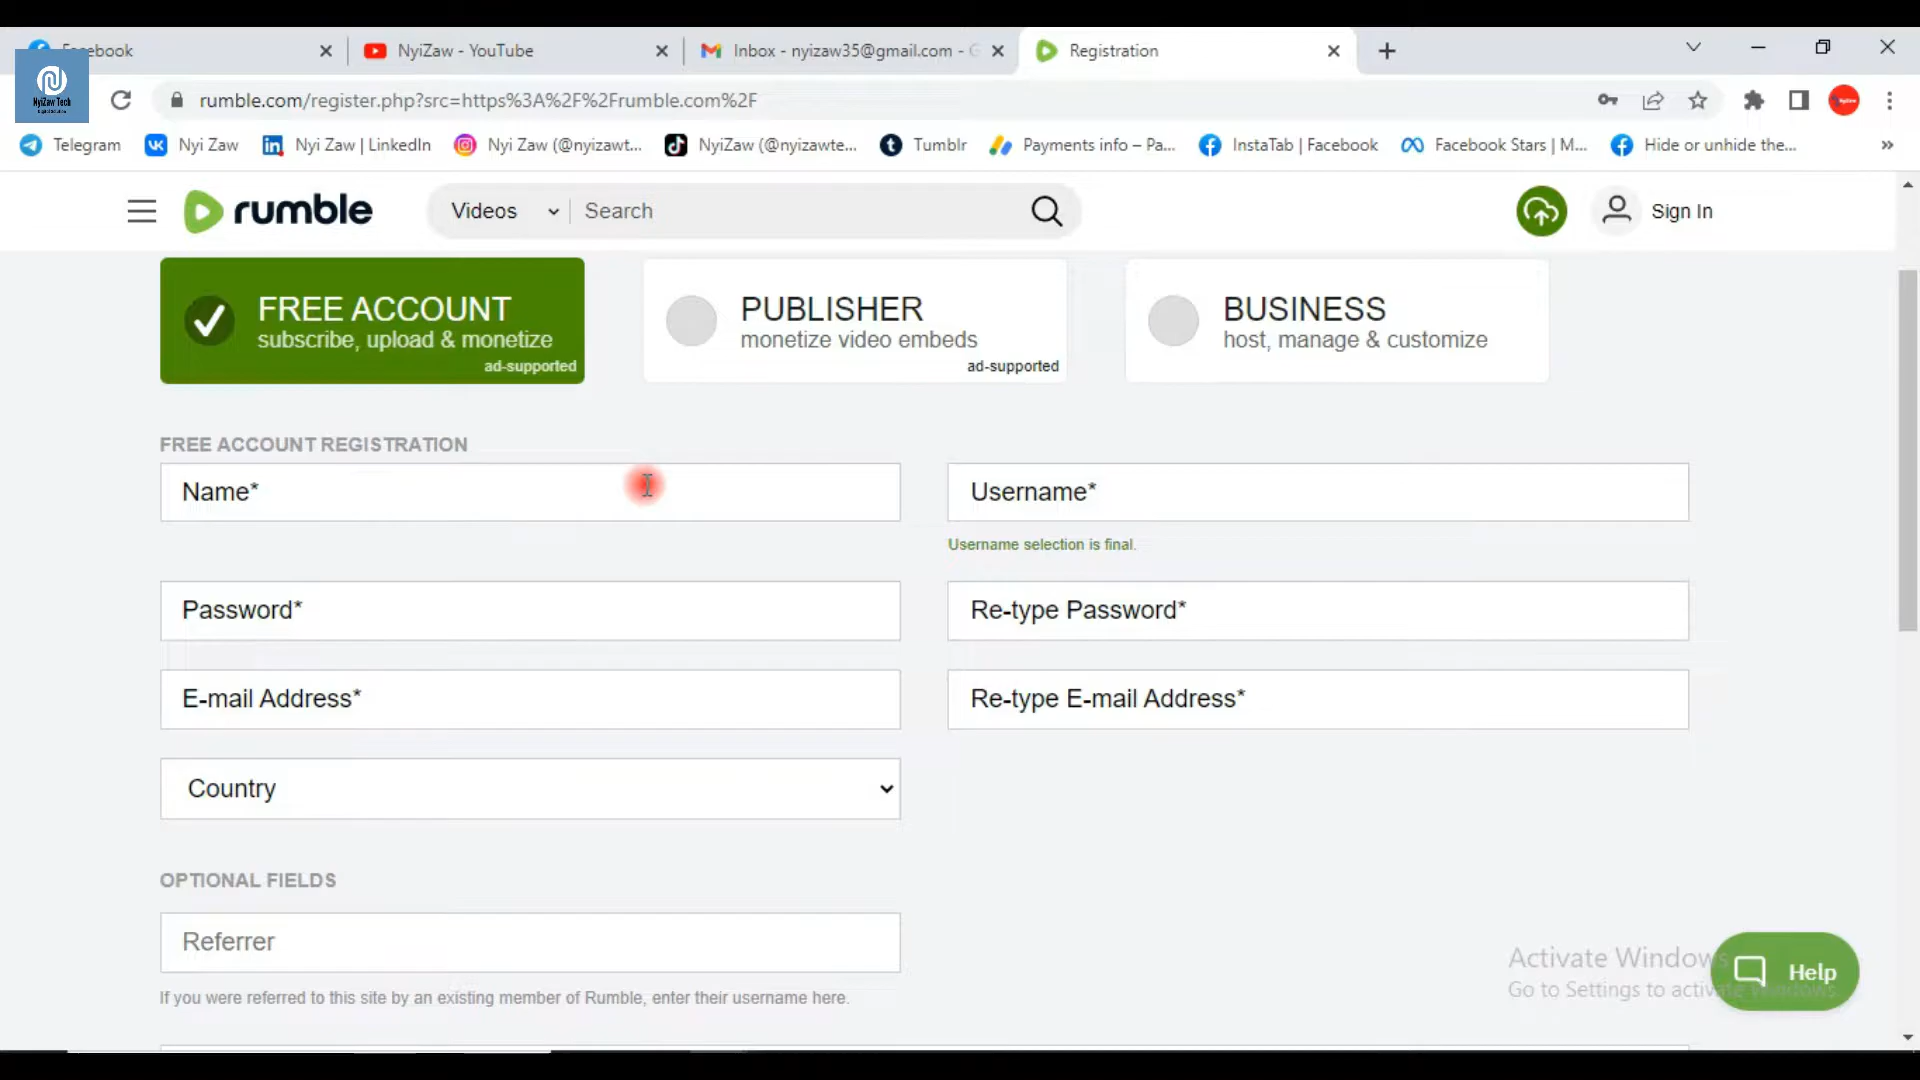 Facebook
NyiZaw - YouTube
Inbox - nyizaw35@gmail.com - G
Registration
NyiZaw Tech
rumble.com/register.php?src=https%3A%2F%2Frumble.com%2F
Telegram
Nyi Zaw
Nyi Zaw | LinkedIn
Nyi Zaw (@nyizawt...
NyiZaw (@nyizawte...
Tumblr
Payments info – Pa...
InstaTab | Facebook
Facebook Stars | M...
Hide or unhide the...
»
rumble
Videos
Search
Sign In
FREE ACCOUNT
subscribe, upload & monetize
ad-supported
PUBLISHER
monetize video embeds
ad-supported
BUSINESS
host, manage & customize
FREE ACCOUNT REGISTRATION
Name*
Username*
Username selection is final.
Password*
Re-type Password*
E-mail Address*
Re-type E-mail Address*
Country
OPTIONAL FIELDS
Referrer
If you were referred to this site by an existing member of Rumble, enter their username here.
Activate Windows
Go to Settings to activate Windows.
Help